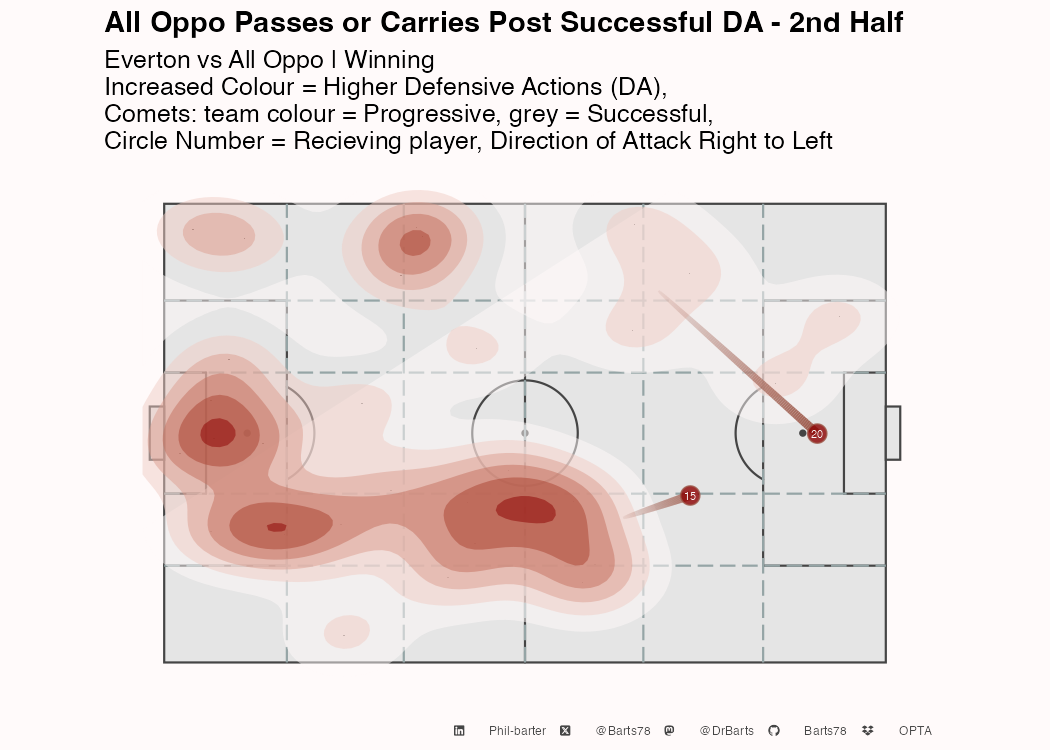 All Oppo Passes or Carries Post Successful DA - 2nd Half
Everton vs All Oppo | Winning
Increased Colour = Higher Defensive Actions (DA),
Comets: team colour = Progressive, grey = Successful,
Circle Number = Recieving player, Direction of Attack Right to Left
20
15
Phil-barter @Barts78 @DrBarts Barts78 OPTA